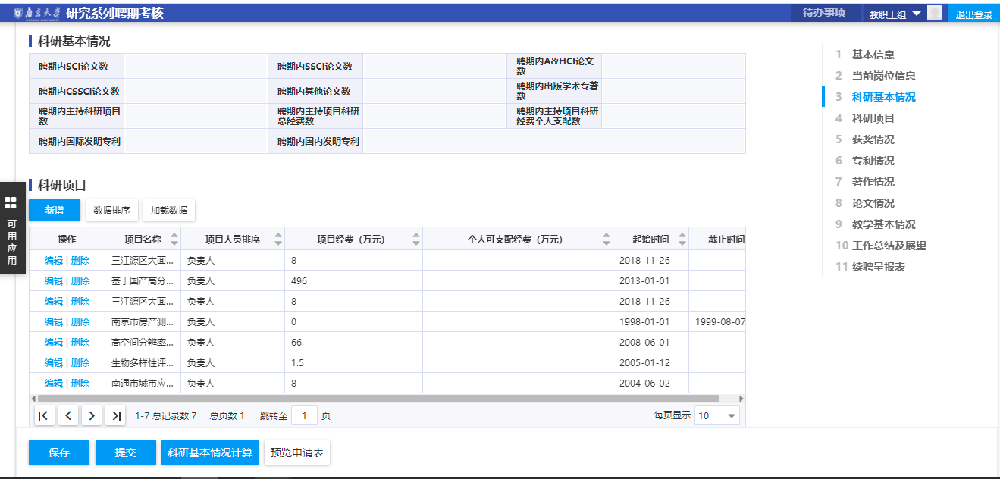 南京大学 研究系列聘期考核 待办事项 教职工组 退出登录
科研基本情况
聘期内SCI论文数 聘期内SSCI论文数 聘期内A&HCI论文数
聘期内CSSCI论文数 聘期内其他论文数 聘期内出版学术专著数
聘期内主持科研项目数 聘期内主持项目科研总经费数 聘期内主持项目科研经费个人支配数
聘期内国际发明专利 聘期内国内发明专利
科研项目
新增 数据排序 加载数据
操作 项目名称 项目人员排序 项目经费（万元） 个人可支配经费（万元） 起始时间 截止时间
编辑 | 删除 三江源区大面... 负责人 8 2018-11-26
编辑 | 删除 基于国产高分... 负责人 496 2013-01-01
编辑 | 删除 三江源区大面... 负责人 8 2018-11-26
编辑 | 删除 南京市房产测... 负责人 0 1998-01-01 1999-08-07
编辑 | 删除 高空间分辨率... 负责人 66 2008-06-01
编辑 | 删除 生物多样性评... 负责人 1.5 2005-01-12
编辑 | 删除 南通市城市应... 负责人 8 2004-06-02
1-7 总记录数 7 总页数 1 跳转至 1 页 每页显示 10
保存 提交 科研基本情况计算 预览申请表
可用应用
1 基本信息
2 当前岗位信息
3 科研基本情况
4 科研项目
5 获奖情况
6 专利情况
7 著作情况
8 论文情况
9 教学基本情况
10 工作总结及展望
11 续聘呈报表